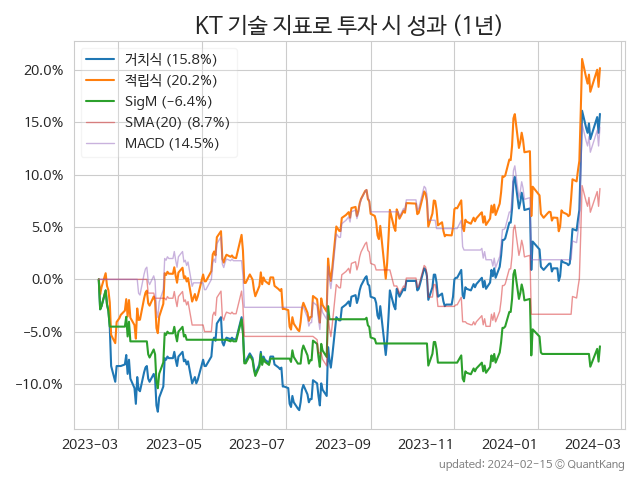 KT 기술 지표로 투자 시 성과 (1년)
거치식 (15.8%)
적립식 (20.2%)
SigM (−6.4%)
SMA(20) (8.7%)
MACD (14.5%)
20.0%
15.0%
10.0%
5.0%
0.0%
−5.0%
−10.0%
2023-03 2023-05 2023-07 2023-09 2023-11 2024-01 2024-03
updated: 2024-02-15 ⓒ QuantKang